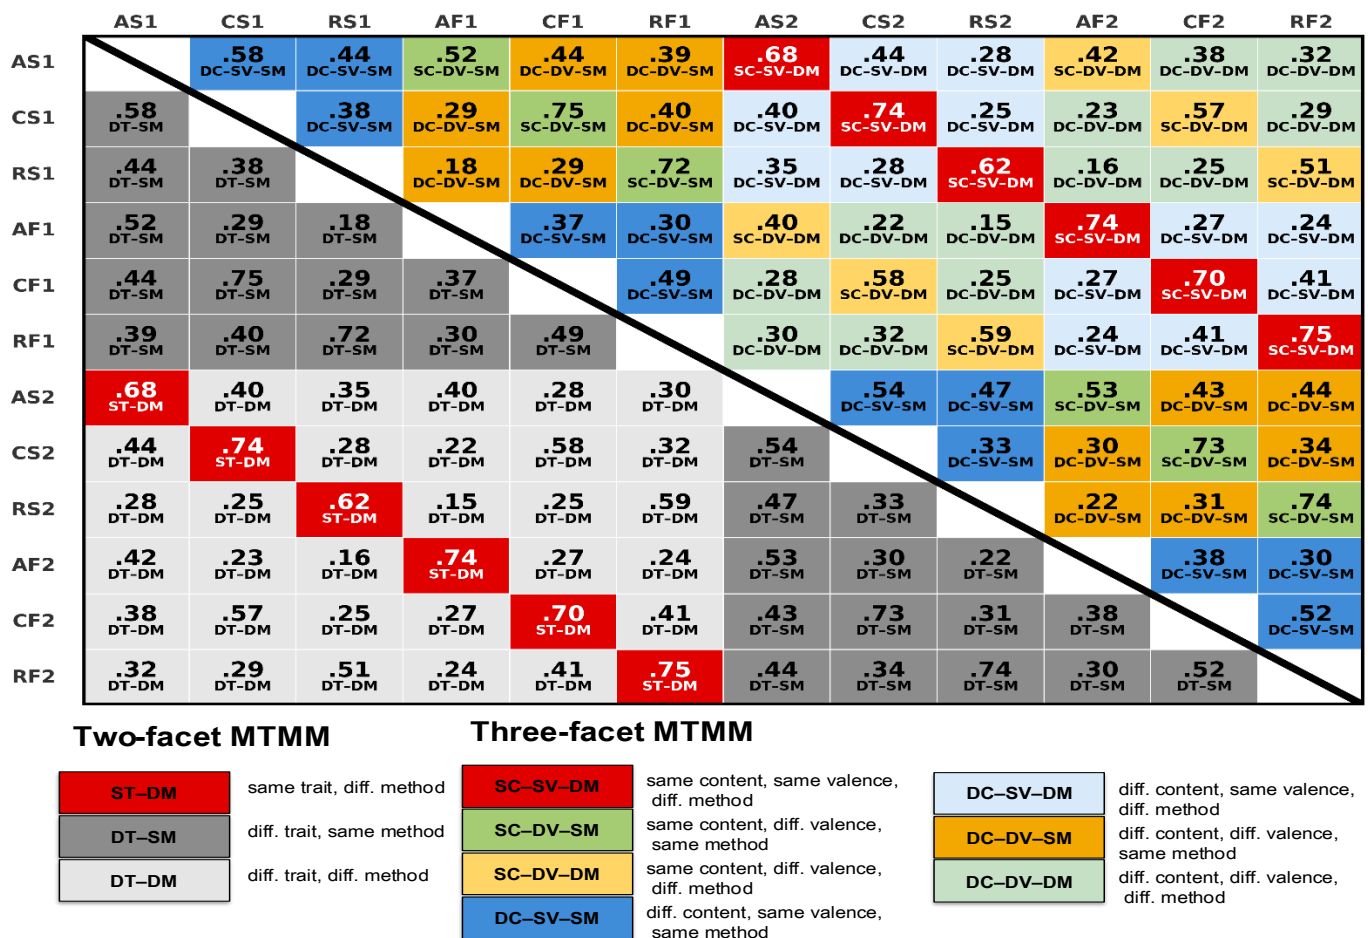 AS1 CS1 RS1 AF1 CF1 RF1 AS2 CS2 RS2 AF2 CF2 RF2
AS1 .58 .44 .52 .44 .39 .68 .44 .28 .42 .38 .32
DC–SV–SM DC–SV–SM SC–DV–SM DC–DV–SM DC–DV–SM SC–SV–DM DC–SV–DM DC–SV–DM SC–DV–DM DC–DV–DM DC–DV–DM
CS1 .58 .38 .29 .75 .40 .40 .74 .25 .23 .57 .29
DT–SM DC–SV–SM DC–DV–SM SC–DV–SM DC–DV–SM DC–SV–DM SC–SV–DM DC–SV–DM DC–DV–DM SC–DV–DM DC–DV–DM
RS1 .44 .38 .18 .29 .72 .35 .28 .62 .16 .25 .51
DT–SM DT–SM DC–DV–SM DC–DV–SM SC–DV–SM DC–SV–DM DC–SV–DM SC–SV–DM DC–DV–DM DC–DV–DM SC–DV–DM
AF1 .52 .29 .18 .37 .30 .40 .22 .15 .74 .27 .24
DT–SM DT–SM DT–SM DC–SV–SM DC–SV–SM SC–DV–DM DC–DV–DM DC–DV–DM SC–SV–DM DC–SV–DM DC–SV–DM
CF1 .44 .75 .29 .37 .49 .28 .58 .25 .27 .70 .41
DT–SM DT–SM DT–SM DT–SM DC–SV–SM DC–DV–DM SC–DV–DM DC–DV–DM DC–SV–DM SC–SV–DM DC–SV–DM
RF1 .39 .40 .72 .30 .49 .30 .32 .59 .24 .41 .75
DT–SM DT–SM DT–SM DT–SM DT–SM DC–DV–DM DC–DV–DM SC–DV–DM DC–SV–DM DC–SV–DM SC–SV–DM
AS2 .68 .40 .35 .40 .28 .30 .54 .47 .53 .43 .44
ST–DM DT–DM DT–DM DT–DM DT–DM DT–DM DC–SV–SM DC–SV–SM SC–DV–SM DC–DV–SM DC–DV–SM
CS2 .44 .74 .28 .22 .58 .32 .54 .33 .30 .73 .34
DT–DM ST–DM DT–DM DT–DM DT–DM DT–DM DT–SM DC–SV–SM DC–DV–SM SC–DV–SM DC–DV–SM
RS2 .28 .25 .62 .15 .25 .59 .47 .33 .22 .31 .74
DT–DM DT–DM ST–DM DT–DM DT–DM DT–DM DT–SM DT–SM DC–DV–SM DC–DV–SM SC–DV–SM
AF2 .42 .23 .16 .74 .27 .24 .53 .30 .22 .38 .30
DT–DM DT–DM DT–DM ST–DM DT–DM DT–DM DT–SM DT–SM DT–SM DC–SV–SM DC–SV–SM
CF2 .38 .57 .25 .27 .70 .41 .43 .73 .31 .38 .52
DT–DM DT–DM DT–DM DT–DM ST–DM DT–DM DT–SM DT–SM DT–SM DT–SM DC–SV–SM
RF2 .32 .29 .51 .24 .41 .75 .44 .34 .74 .30 .52
DT–DM DT–DM DT–DM DT–DM DT–DM ST–DM DT–SM DT–SM DT–SM DT–SM DT–SM
Two-facet MTMM
ST–DM same trait, diff. method
DT–SM diff. trait, same method
DT–DM diff. trait, diff. method
Three-facet MTMM
SC–SV–DM same content, same valence,
diff. method
SC–DV–SM same content, diff. valence,
same method
SC–DV–DM same content, diff. valence,
diff. method
DC–SV–SM diff. content, same valence,
same method
DC–SV–DM diff. content, same valence,
diff. method
DC–DV–SM diff. content, diff. valence,
same method
DC–DV–DM diff. content, diff. valence,
diff. method